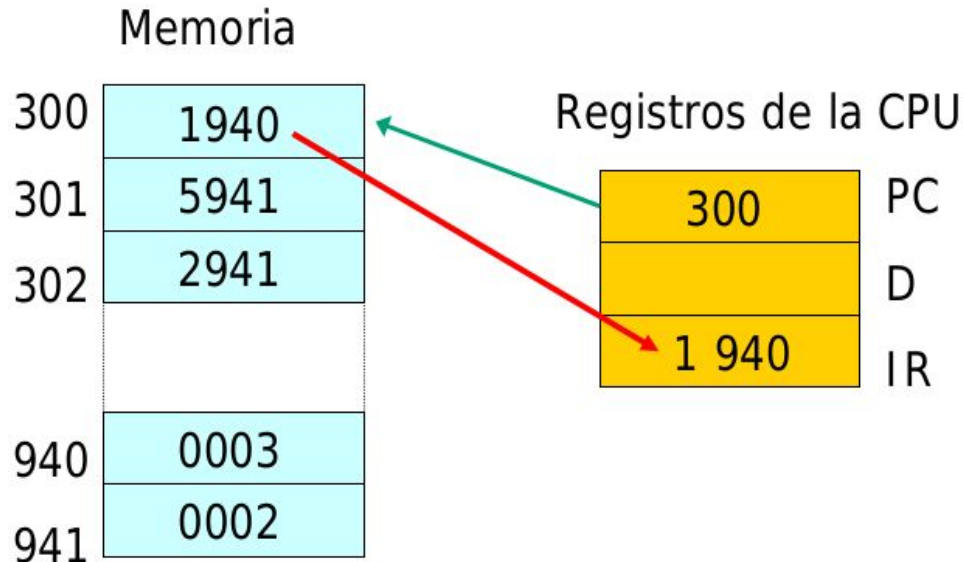 Memoria
300 1940
301 5941
302 2941
940 0003
941 0002
Registros de la CPU
300 PC
D
1 940 IR